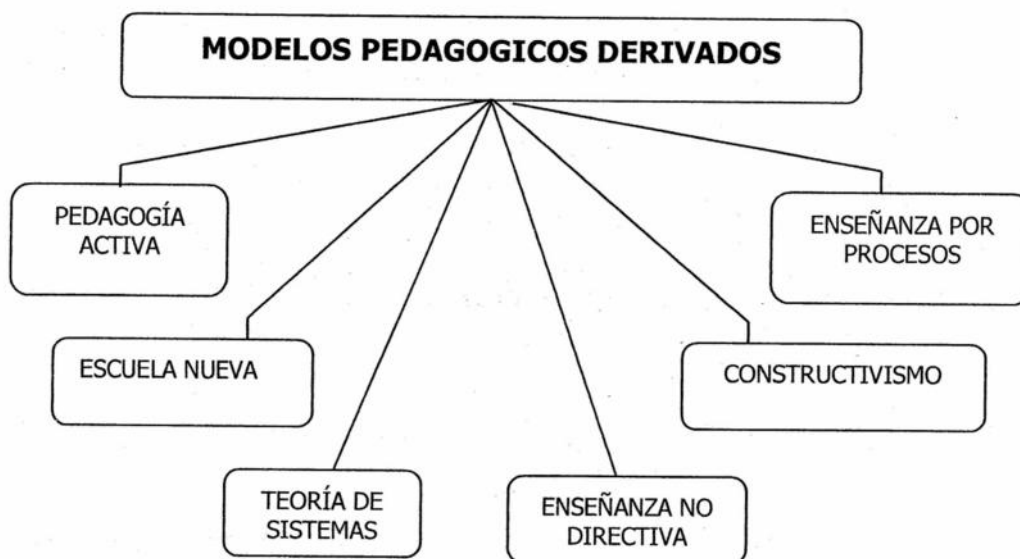 MODELOS PEDAGOGICOS DERIVADOS
PEDAGOGÍA
ACTIVA
ENSEÑANZA POR
PROCESOS
ESCUELA NUEVA
CONSTRUCTIVISMO
TEORÍA DE
SISTEMAS
ENSEÑANZA NO
DIRECTIVA